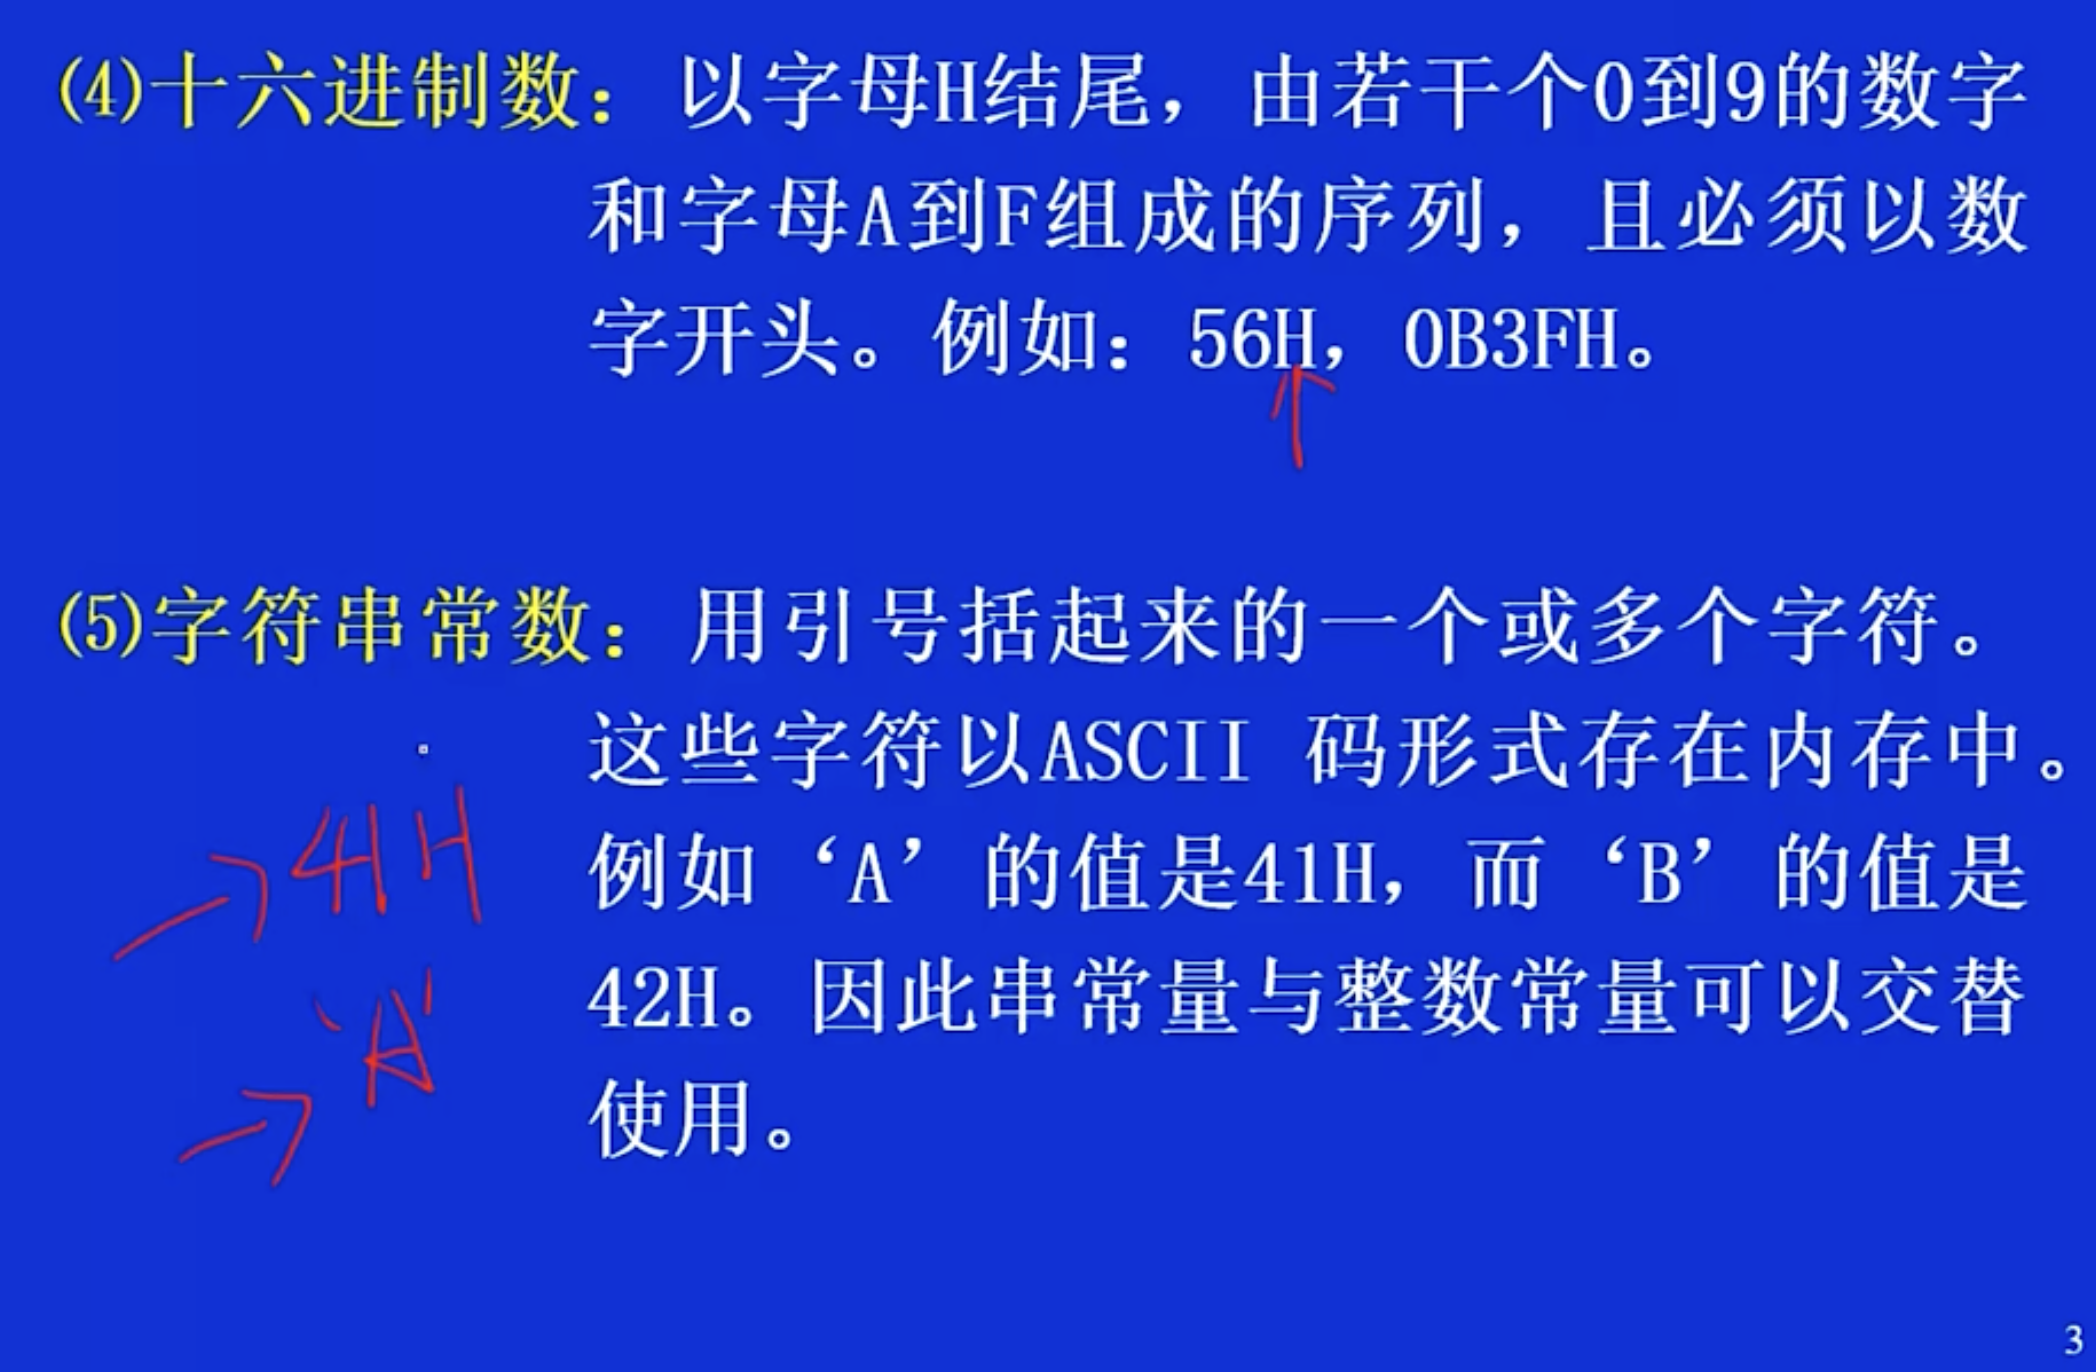 (4)十六进制数：以字母H结尾，由若干个0到9的数字
和字母A到F组成的序列，且必须以数
字开头。例如：56H，0B3FH。
(5)字符串常数：用引号括起来的一个或多个字符。
这些字符以ASCII 码形式存在内存中。
例如‘A’的值是41H，而‘B’的值是
42H。因此串常量与整数常量可以交替
使用。
41H
'A'
3